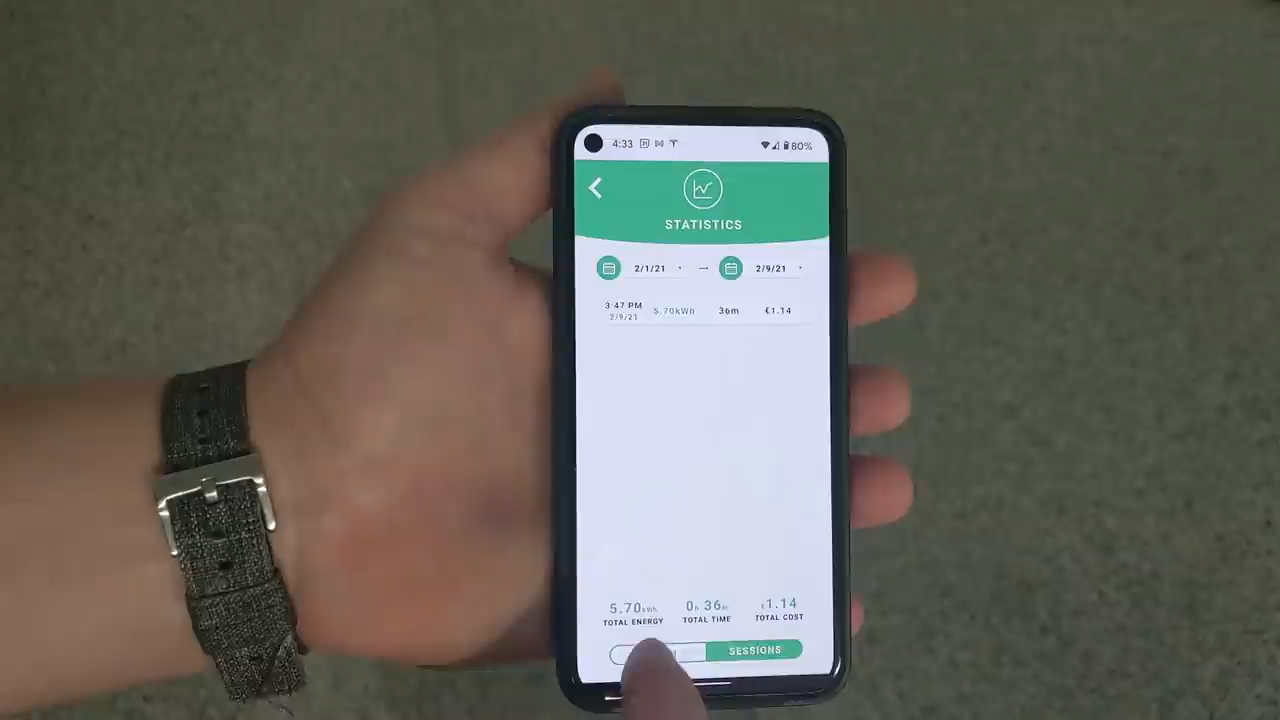 4:33 80%
STATISTICS
2/1/21 → 2/9/21
3:47 PM
2/9/21
5.70kWh 36m €1.14
5.70kWh 0h 36m €1.14
TOTAL ENERGY TOTAL TIME TOTAL COST
SESSIONS